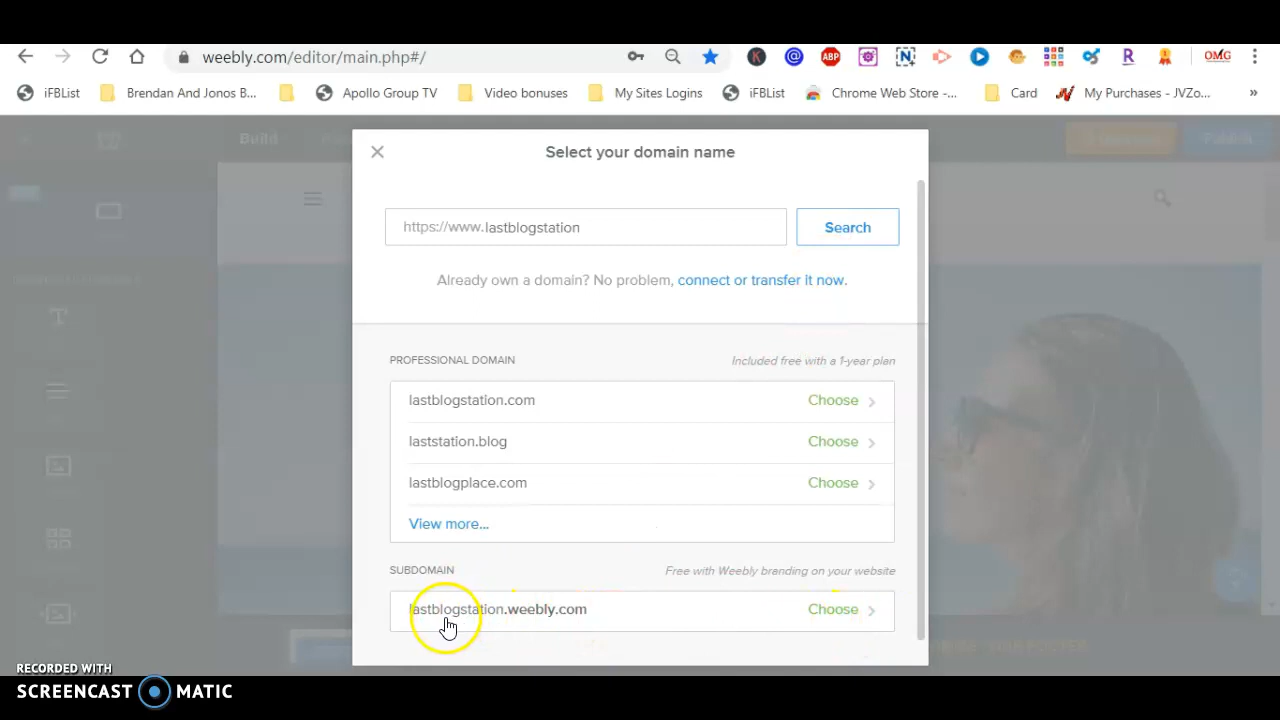 weebly.com/editor/main.php#/
ABP
OMG
iFBList
Brendan And Jonos B...
Apollo Group TV
Video bonuses
My Sites Logins
iFBList
Chrome Web Store -...
Card
My Purchases - JVZo...
»
Build
Publish
Select your domain name
https://www.lastblogstation
Search
Already own a domain? No problem, connect or transfer it now.
PROFESSIONAL DOMAIN
Included free with a 1-year plan
lastblogstation.com
Choose
laststation.blog
Choose
lastblogplace.com
Choose
View more...
SUBDOMAIN
Free with Weebly branding on your website
lastblogstation.weebly.com
Choose
RECORDED WITH
SCREENCAST MATIC